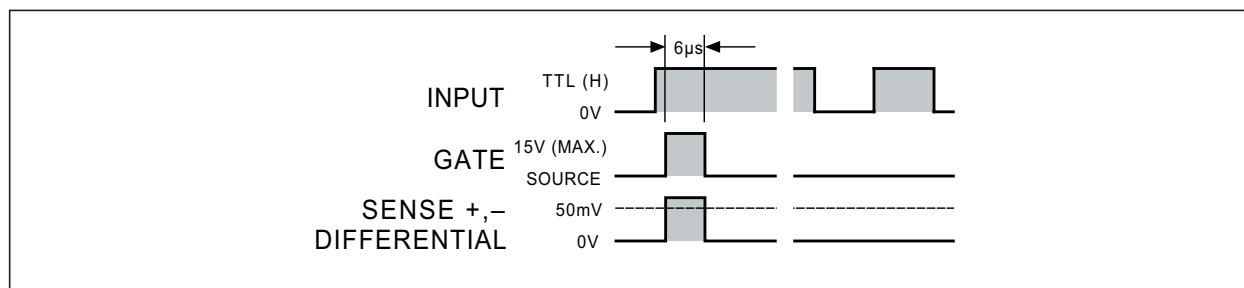 6µs
INPUT
TTL (H)
0V
GATE
15V (MAX.)
SOURCE
SENSE +,–
DIFFERENTIAL
50mV
0V